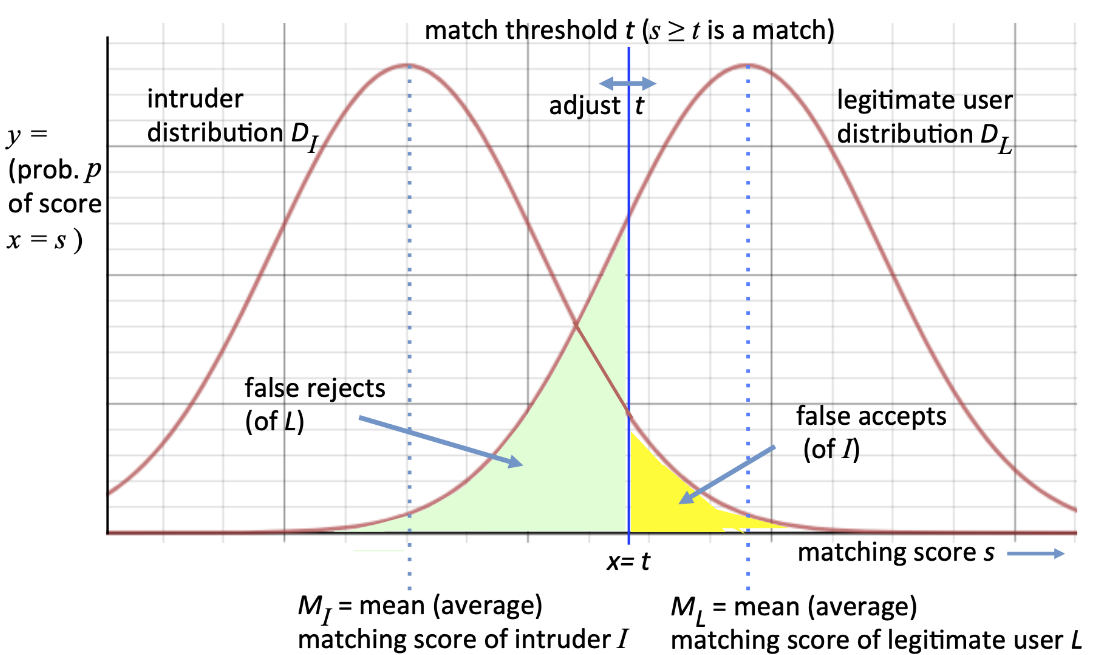 match threshold t (s ≥ t is a match)
intruder
distribution D_I
adjust t
legitimate user
distribution D_L
y =
(prob. p
of score
x = s )
false rejects
(of L)
false accepts
(of I)
x= t
matching score s
M_I = mean (average)
matching score of intruder I
M_L = mean (average)
matching score of legitimate user L